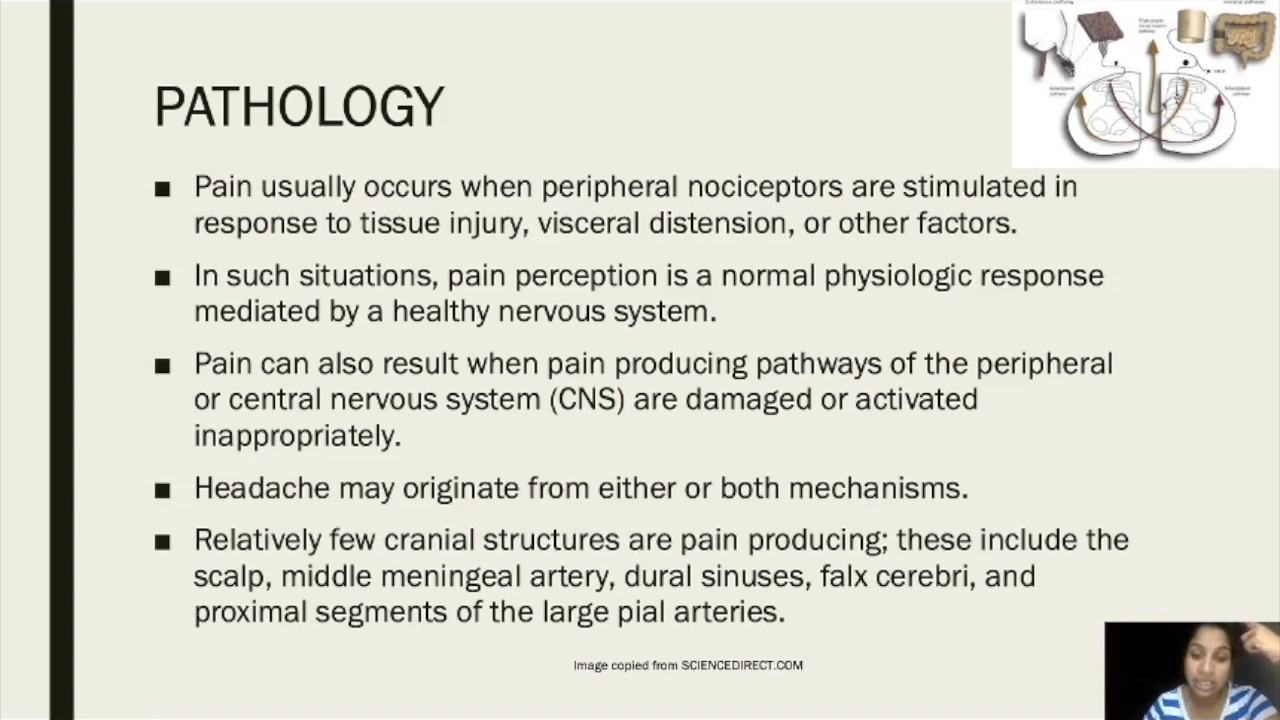 PATHOLOGY
■ Pain usually occurs when peripheral nociceptors are stimulated in
response to tissue injury, visceral distension, or other factors.
■ In such situations, pain perception is a normal physiologic response
mediated by a healthy nervous system.
■ Pain can also result when pain producing pathways of the peripheral
or central nervous system (CNS) are damaged or activated
inappropriately.
■ Headache may originate from either or both mechanisms.
■ Relatively few cranial structures are pain producing; these include the
scalp, middle meningeal artery, dural sinuses, falx cerebri, and
proximal segments of the large pial arteries.
Image copied from SCIENCEDIRECT.COM